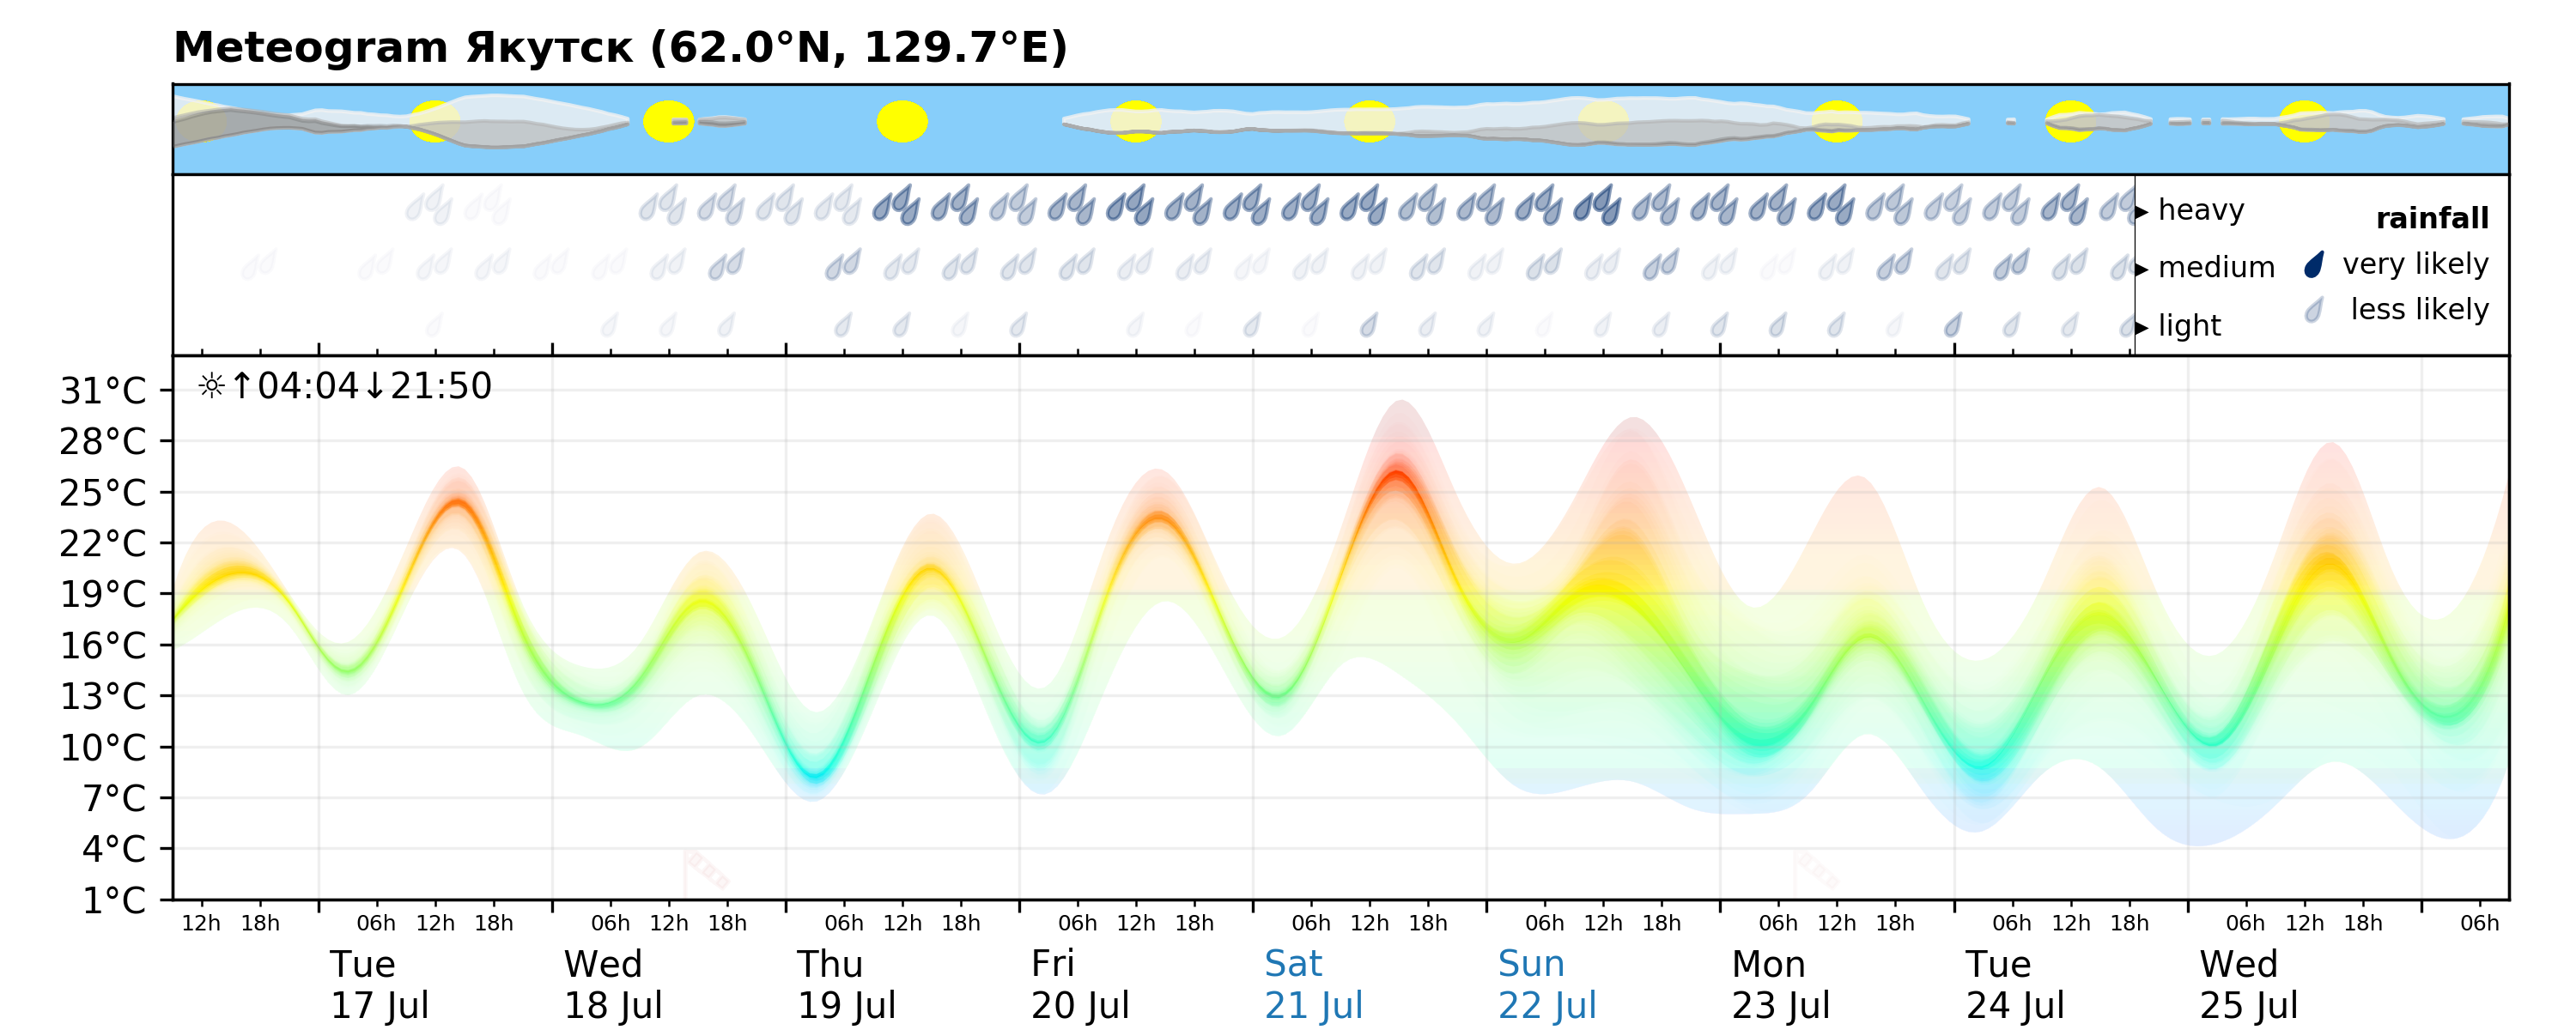 Meteogram Якутск (62.0°N, 129.7°E)
▸ heavy
rainfall
▸ medium
very likely
less likely
▸ light
☼↑04:04↓21:50
31°C
28°C
25°C
22°C
19°C
16°C
13°C
10°C
7°C
4°C
1°C
12h 18h 06h 12h 18h 06h 12h 18h 06h 12h 18h 06h 12h 18h 06h 12h 18h 06h 12h 18h 06h 12h 18h 06h 12h 18h 06h 12h 18h 06h
Tue Wed Thu Fri Sat Sun Mon Tue Wed
17 Jul 18 Jul 19 Jul 20 Jul 21 Jul 22 Jul 23 Jul 24 Jul 25 Jul